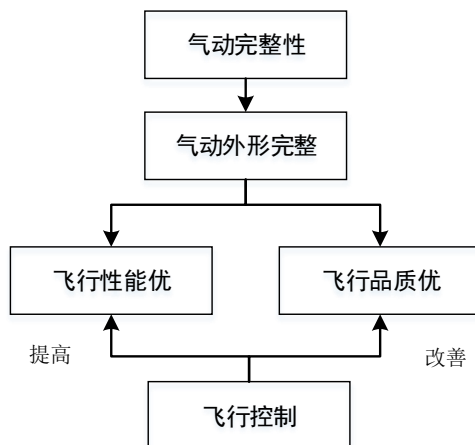 气动完整性
气动外形完整
飞行性能优
飞行品质优
提高
改善
飞行控制